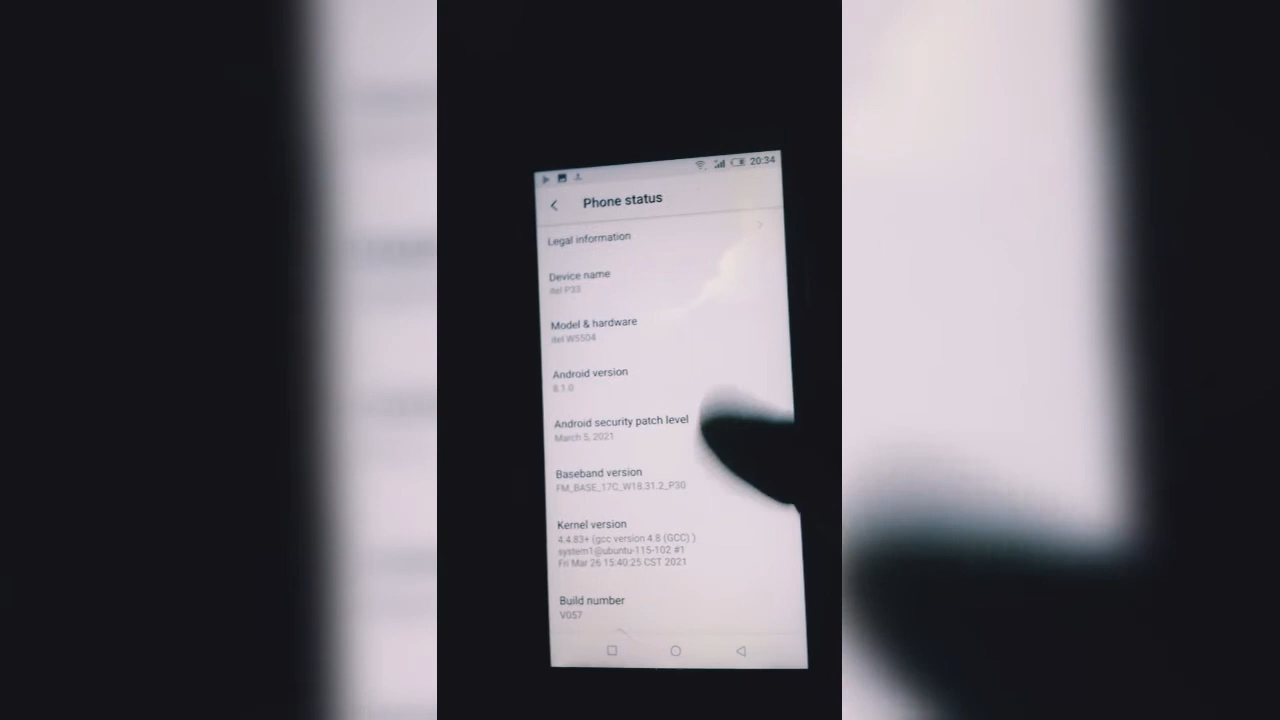 20:34
Phone status
Legal information
Device name
itel P33
Model & hardware
itel W5504
Android version
8.1.0
Android security patch level
March 5, 2021
Baseband version
FM_BASE_17C_W18.31.2_P30
Kernel version
4.4.83+ (gcc version 4.8 (GCC) )
system1@ubuntu-115-102 #1
Fri Mar 26 15:40:25 CST 2021
Build number
V057